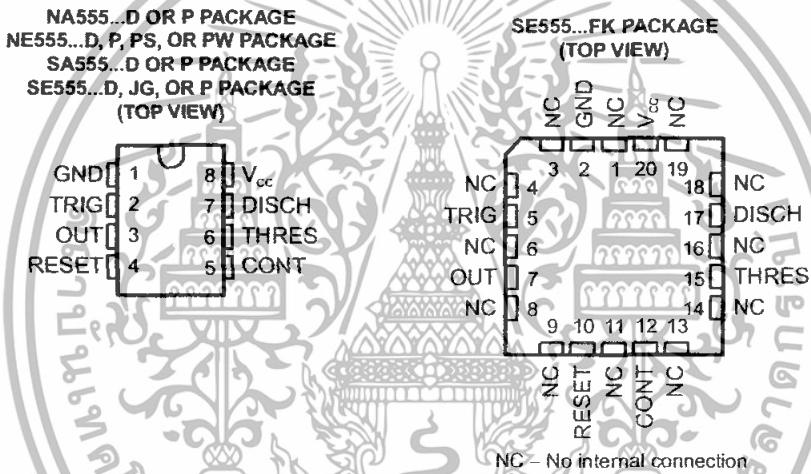 NA555...D OR P PACKAGE
NE555...D, P, PS, OR PW PACKAGE
SA555...D OR P PACKAGE
SE555...D, JG, OR P PACKAGE
(TOP VIEW)
GND 1 8 Vcc
TRIG 2 7 DISCH
OUT 3 6 THRES
RESET 4 5 CONT
SE555...FK PACKAGE
(TOP VIEW)
NC GND NC Vcc NC
3 2 1 20 19
NC 4 18 NC
TRIG 5 17 DISCH
NC 6 16 NC
OUT 7 15 THRES
NC 8 14 NC
9 10 11 12 13
NC RESET NC CONT NC
NC – No internal connection